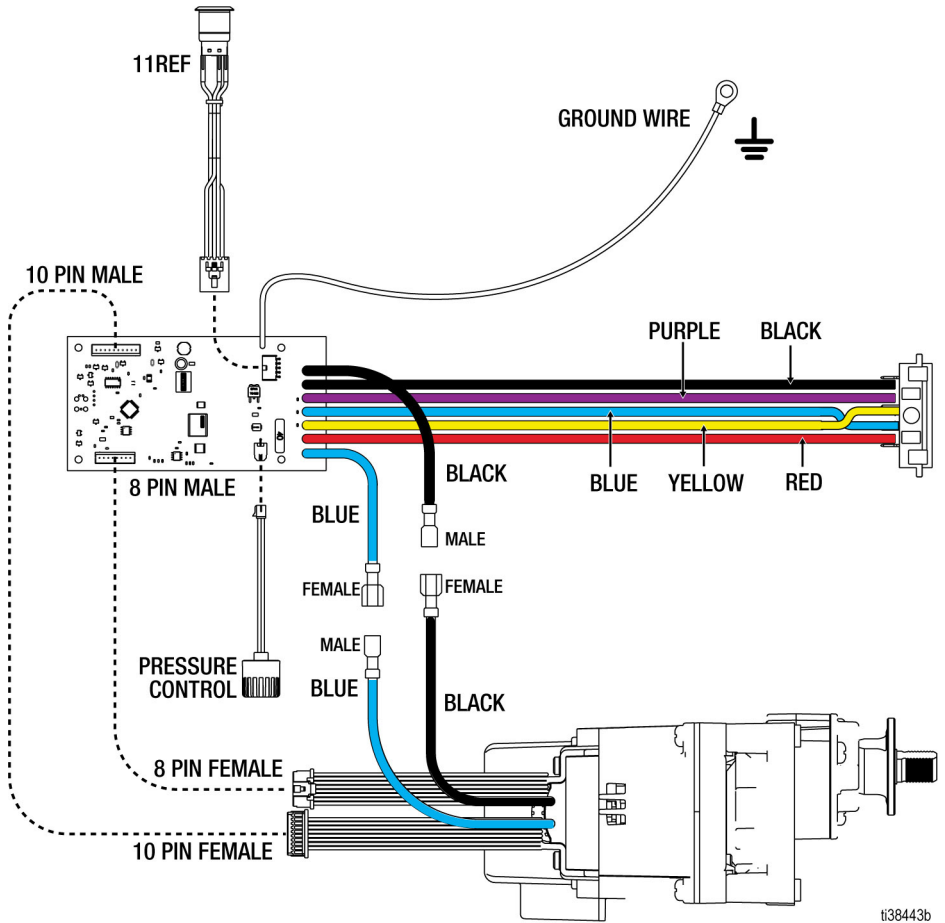 11REF
GROUND WIRE
10 PIN MALE
PURPLE
BLACK
8 PIN MALE
BLACK
BLUE
YELLOW
RED
BLUE
MALE
FEMALE
FEMALE
MALE
PRESSURE
CONTROL
BLUE
BLACK
8 PIN FEMALE
10 PIN FEMALE
ti38443b